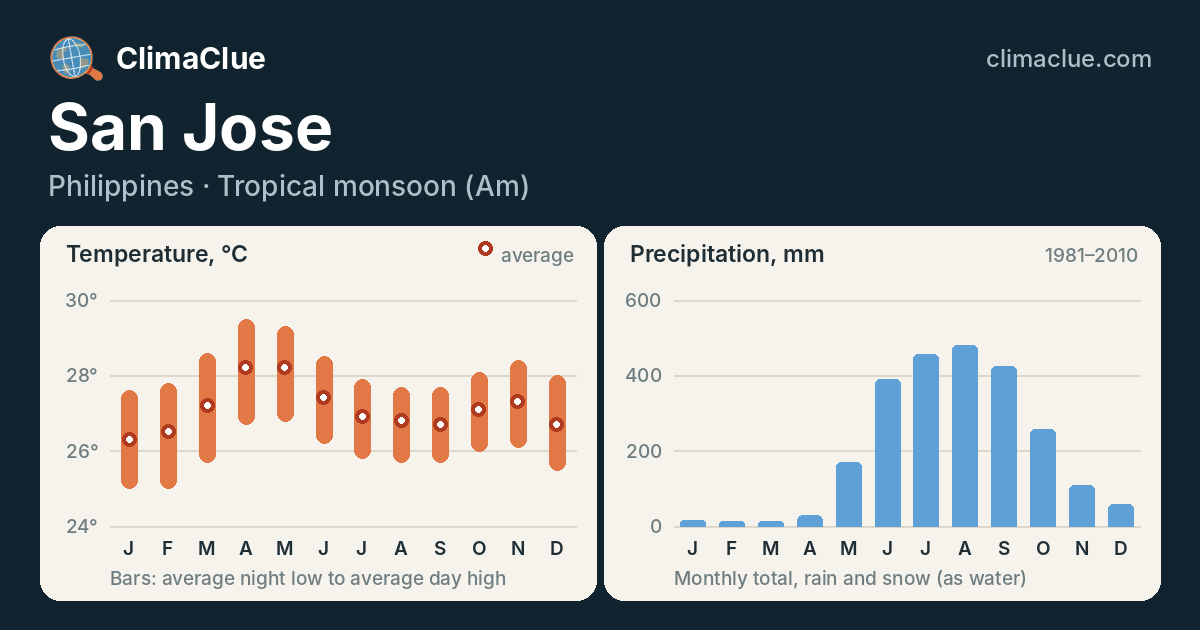 ClimaClue
climaclue.com
San Jose
Philippines · Tropical monsoon (Am)
Temperature, °C
average
30°
28°
26°
24°
J F M A M J J A S O N D
Bars: average night low to average day high
Precipitation, mm
1981–2010
600
400
200
0
J F M A M J J A S O N D
Monthly total, rain and snow (as water)